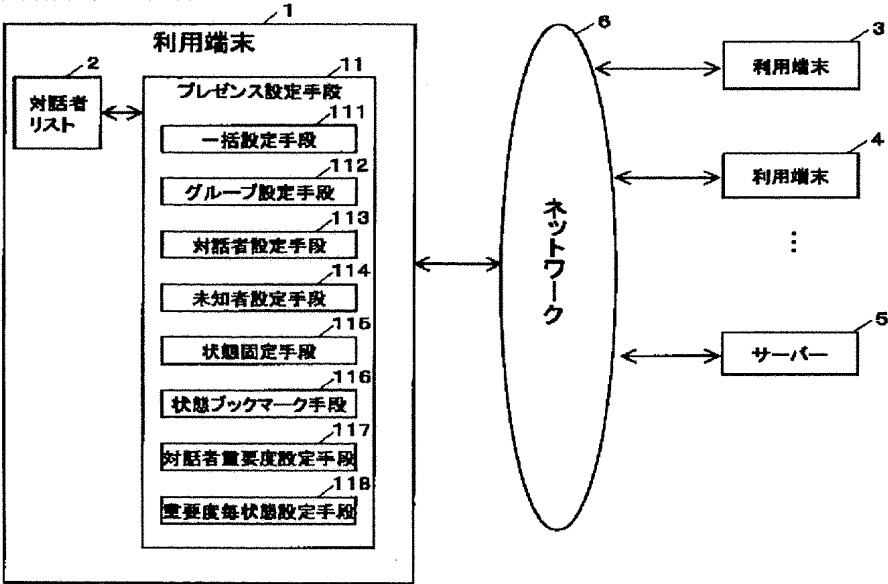 1
利用端末
2
対話者
リスト
11
プレゼンス設定手段
111
一括設定手段
112
グループ設定手段
113
対話者設定手段
114
未知者設定手段
115
状態固定手段
116
状態ブックマーク手段
117
対話者重要度設定手段
118
重要度毎状態設定手段
6
ネットワーク
3
利用端末
4
利用端末
⋮
5
サーバー